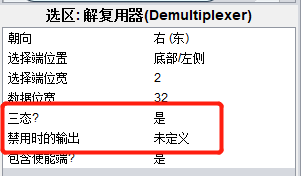 选区: 解复用器(Demultiplexer)
朝向 右 (东)
选择端位置 底部/左侧
选择端位宽 2
数据位宽 32
三态? 是
禁用时的输出 未定义
包含使能端? 是